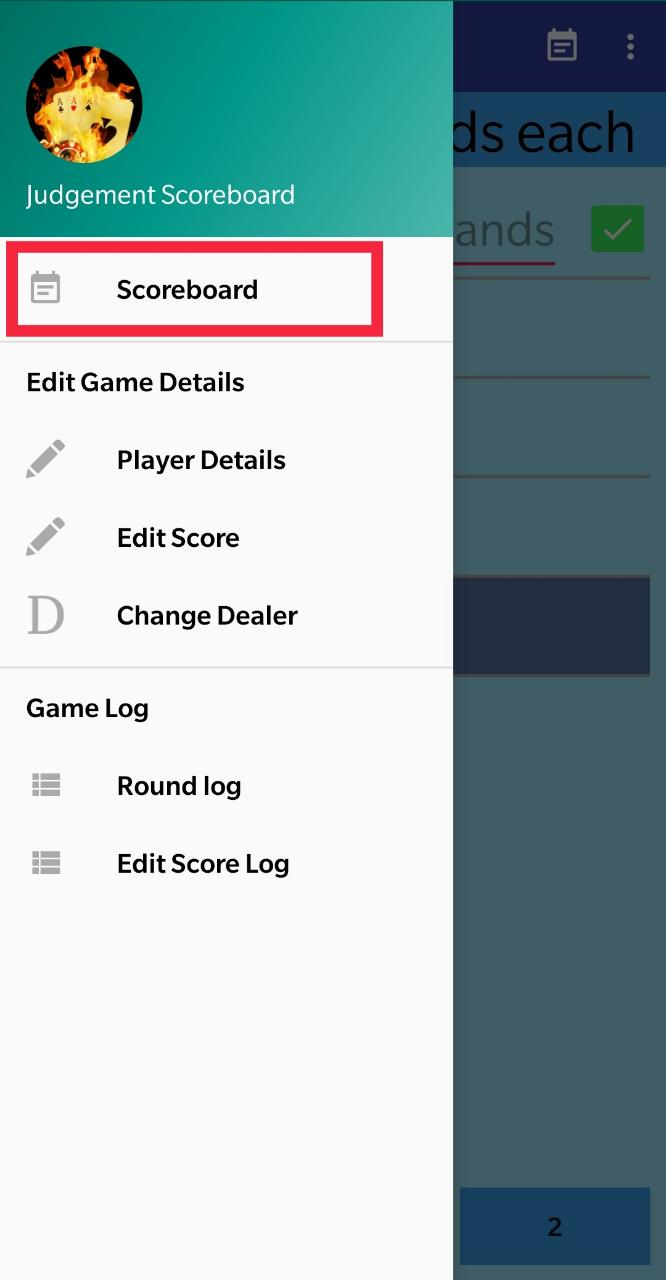 ds each
Judgement Scoreboard
ands
Scoreboard
Edit Game Details
Player Details
Edit Score
D
Change Dealer
Game Log
Round log
Edit Score Log
2